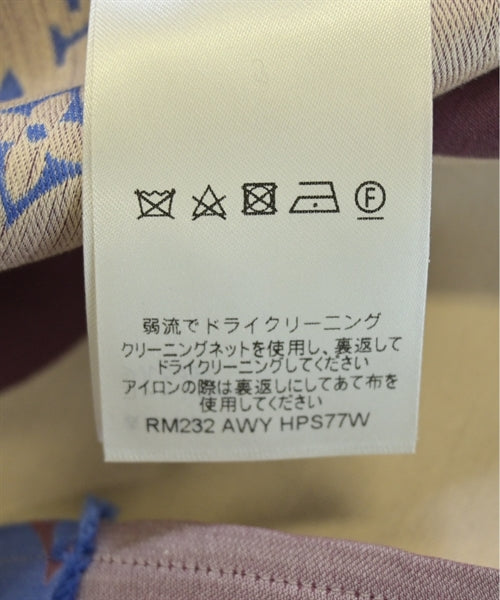 F
弱流でドライクリーニング
クリーニングネットを使用し、裏返して
ドライクリーニングしてください
アイロンの際は裏返しにしてあて布を
使用してください
RM232 AWY HPS77W